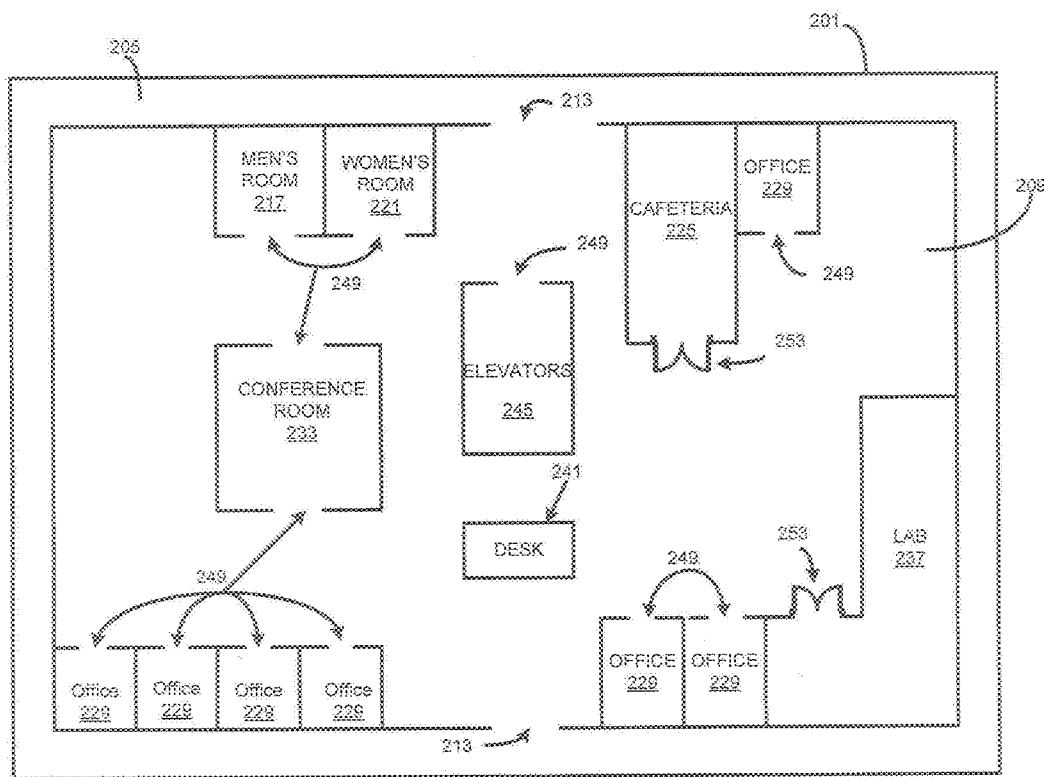 205
201
213
MEN'S
ROOM
217
WOMEN'S
ROOM
221
CAFETERIA
225
OFFICE
229
209
249
249
249
ELEVATORS
245
253
CONFERENCE
ROOM
233
241
DESK
253
LAB
237
249
249
Office
229
Office
229
Office
229
Office
229
OFFICE
229
OFFICE
229
213